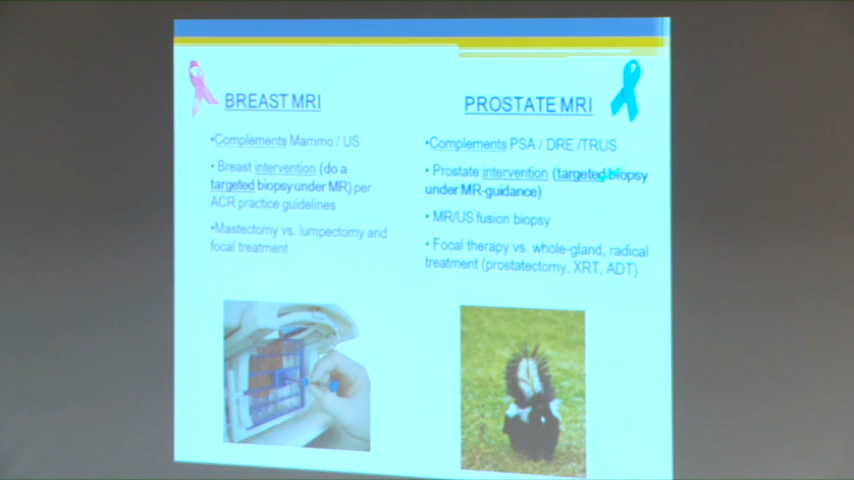 BREAST MRI
•Complements Mammo / US
• Breast intervention (do a
targeted biopsy under MR) per
ACR practice guidelines
•Mastectomy vs. lumpectomy and
focal treatment
PROSTATE MRI
•Complements PSA / DRE /TRUS
• Prostate intervention (targeted biopsy
under MR-guidance)
• MR/US fusion biopsy
• Focal therapy vs. whole-gland, radical
treatment (prostatectomy, XRT, ADT)